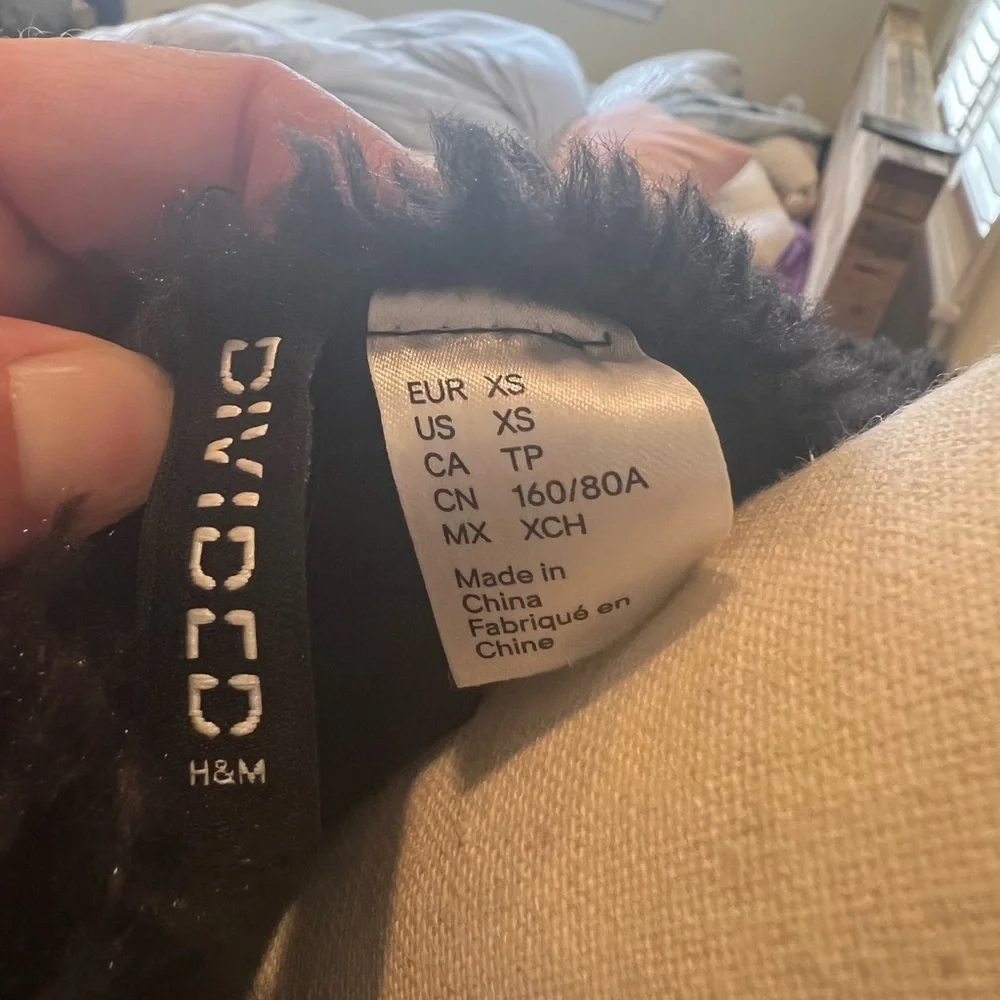 DIVIDED
H&M
EUR XS
US XS
CA TP
CN 160/80A
MX XCH
Made in
China
Fabriqué en
Chine